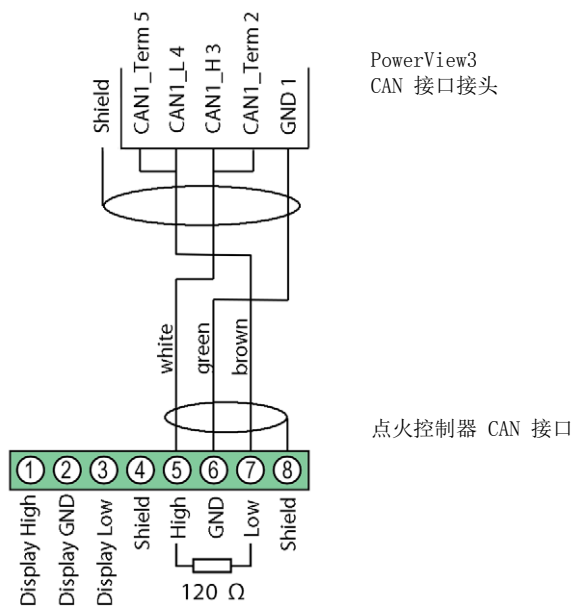 Shield
CAN1_Term 5
CAN1_L 4
CAN1_H 3
CAN1_Term 2
GND 1
PowerView3
CAN 接口接头
white
green
brown
点火控制器 CAN 接口
1 2 3 4 5 6 7 8
Display High
Display GND
Display Low
Shield
High
GND
Low
Shield
120 Ω